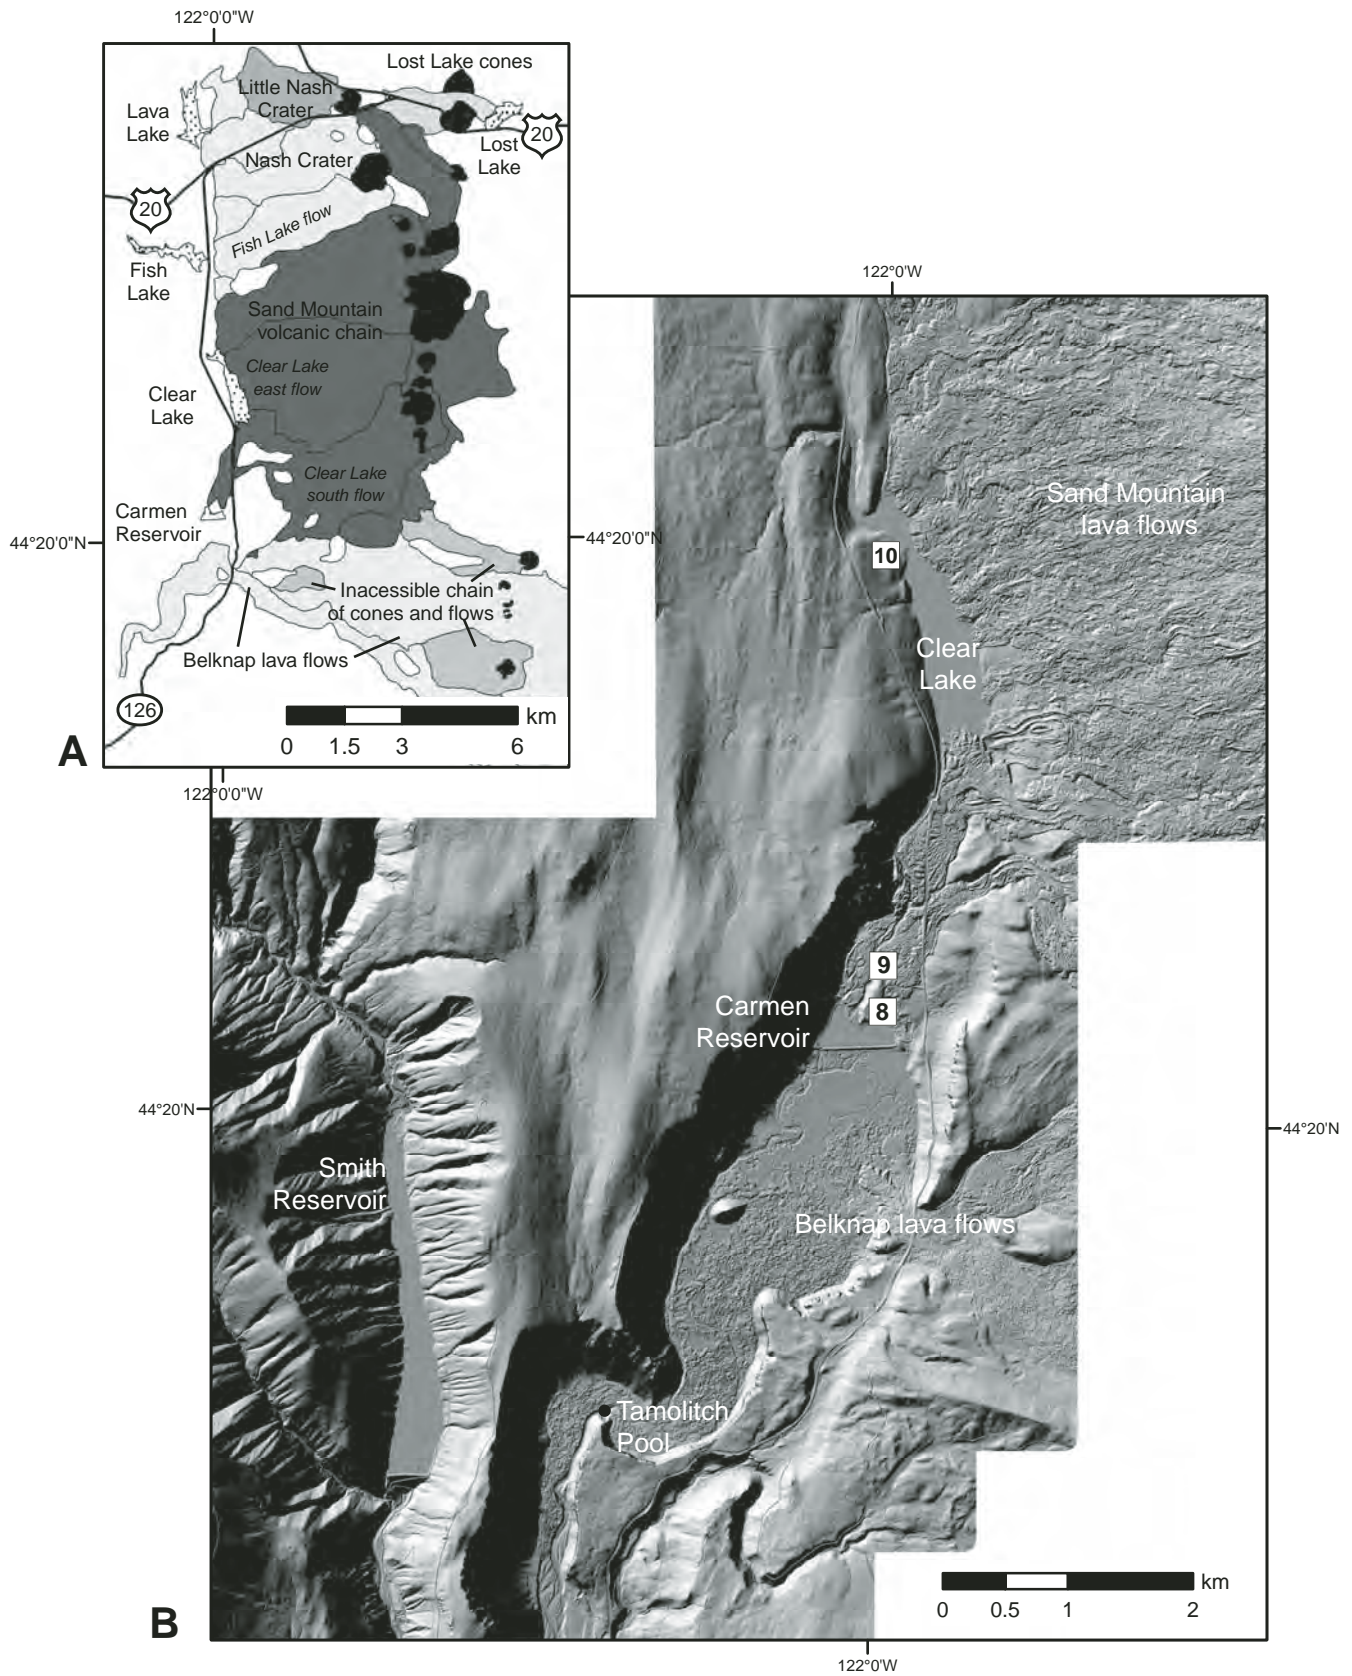 122°0'0"W
Lost Lake cones
Little Nash
Crater
Lava
Lake
20
Lost
Lake
Nash Crater
20
Fish Lake flow
Fish
Lake
Sand Mountain
volcanic chain
Clear Lake
east flow
Clear
Lake
Clear Lake
south flow
Carmen
Reservoir
44°20'0"N
44°20'0"N
Inacessible chain
of cones and flows
Belknap lava flows
126
km
0 1.5 3 6
A
122°0'0"W
122°0'W
Sand Mountain
lava flows
10
Clear
Lake
9
8
Carmen
Reservoir
44°20'N
44°20'N
Smith
Reservoir
Belknap lava flows
Tamolitch
Pool
km
0 0.5 1 2
B
122°0'W